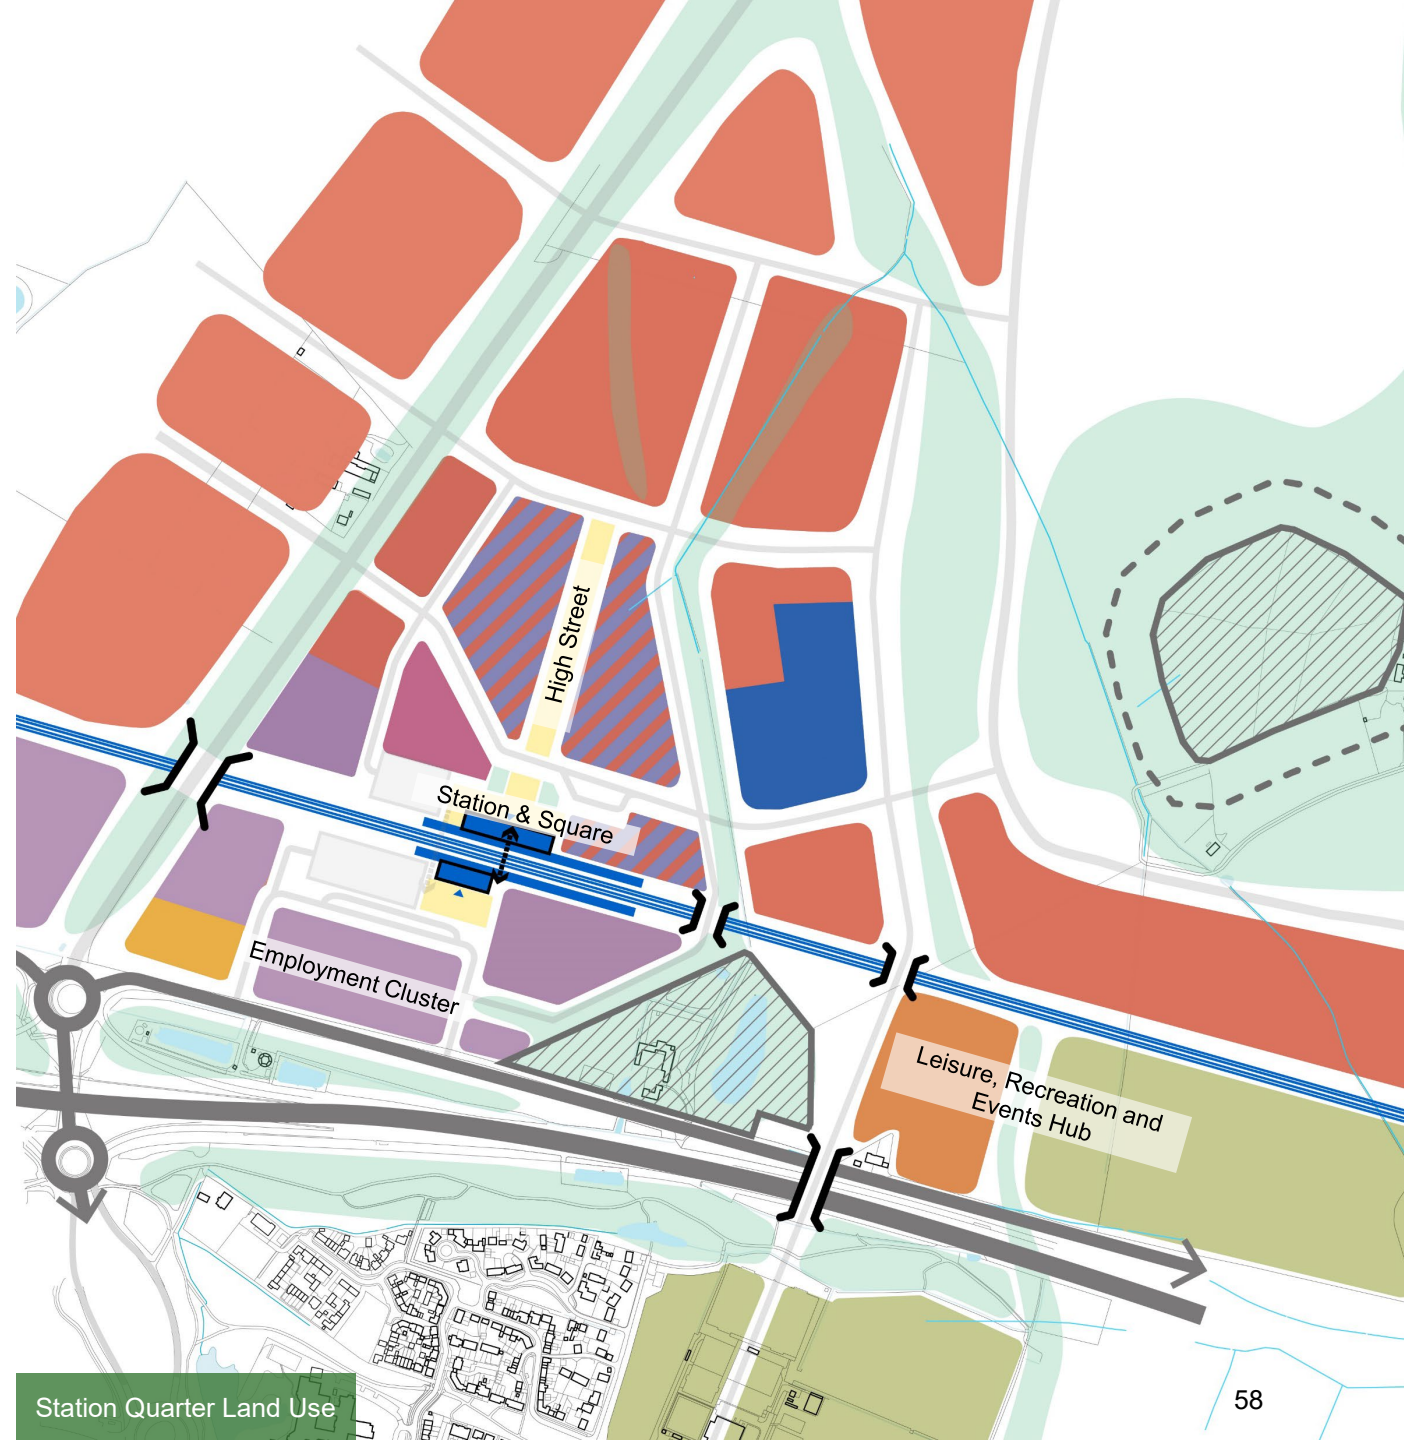 High Street
Station & Square
Employment Cluster
Leisure, Recreation and
Events Hub
Station Quarter Land Use
58